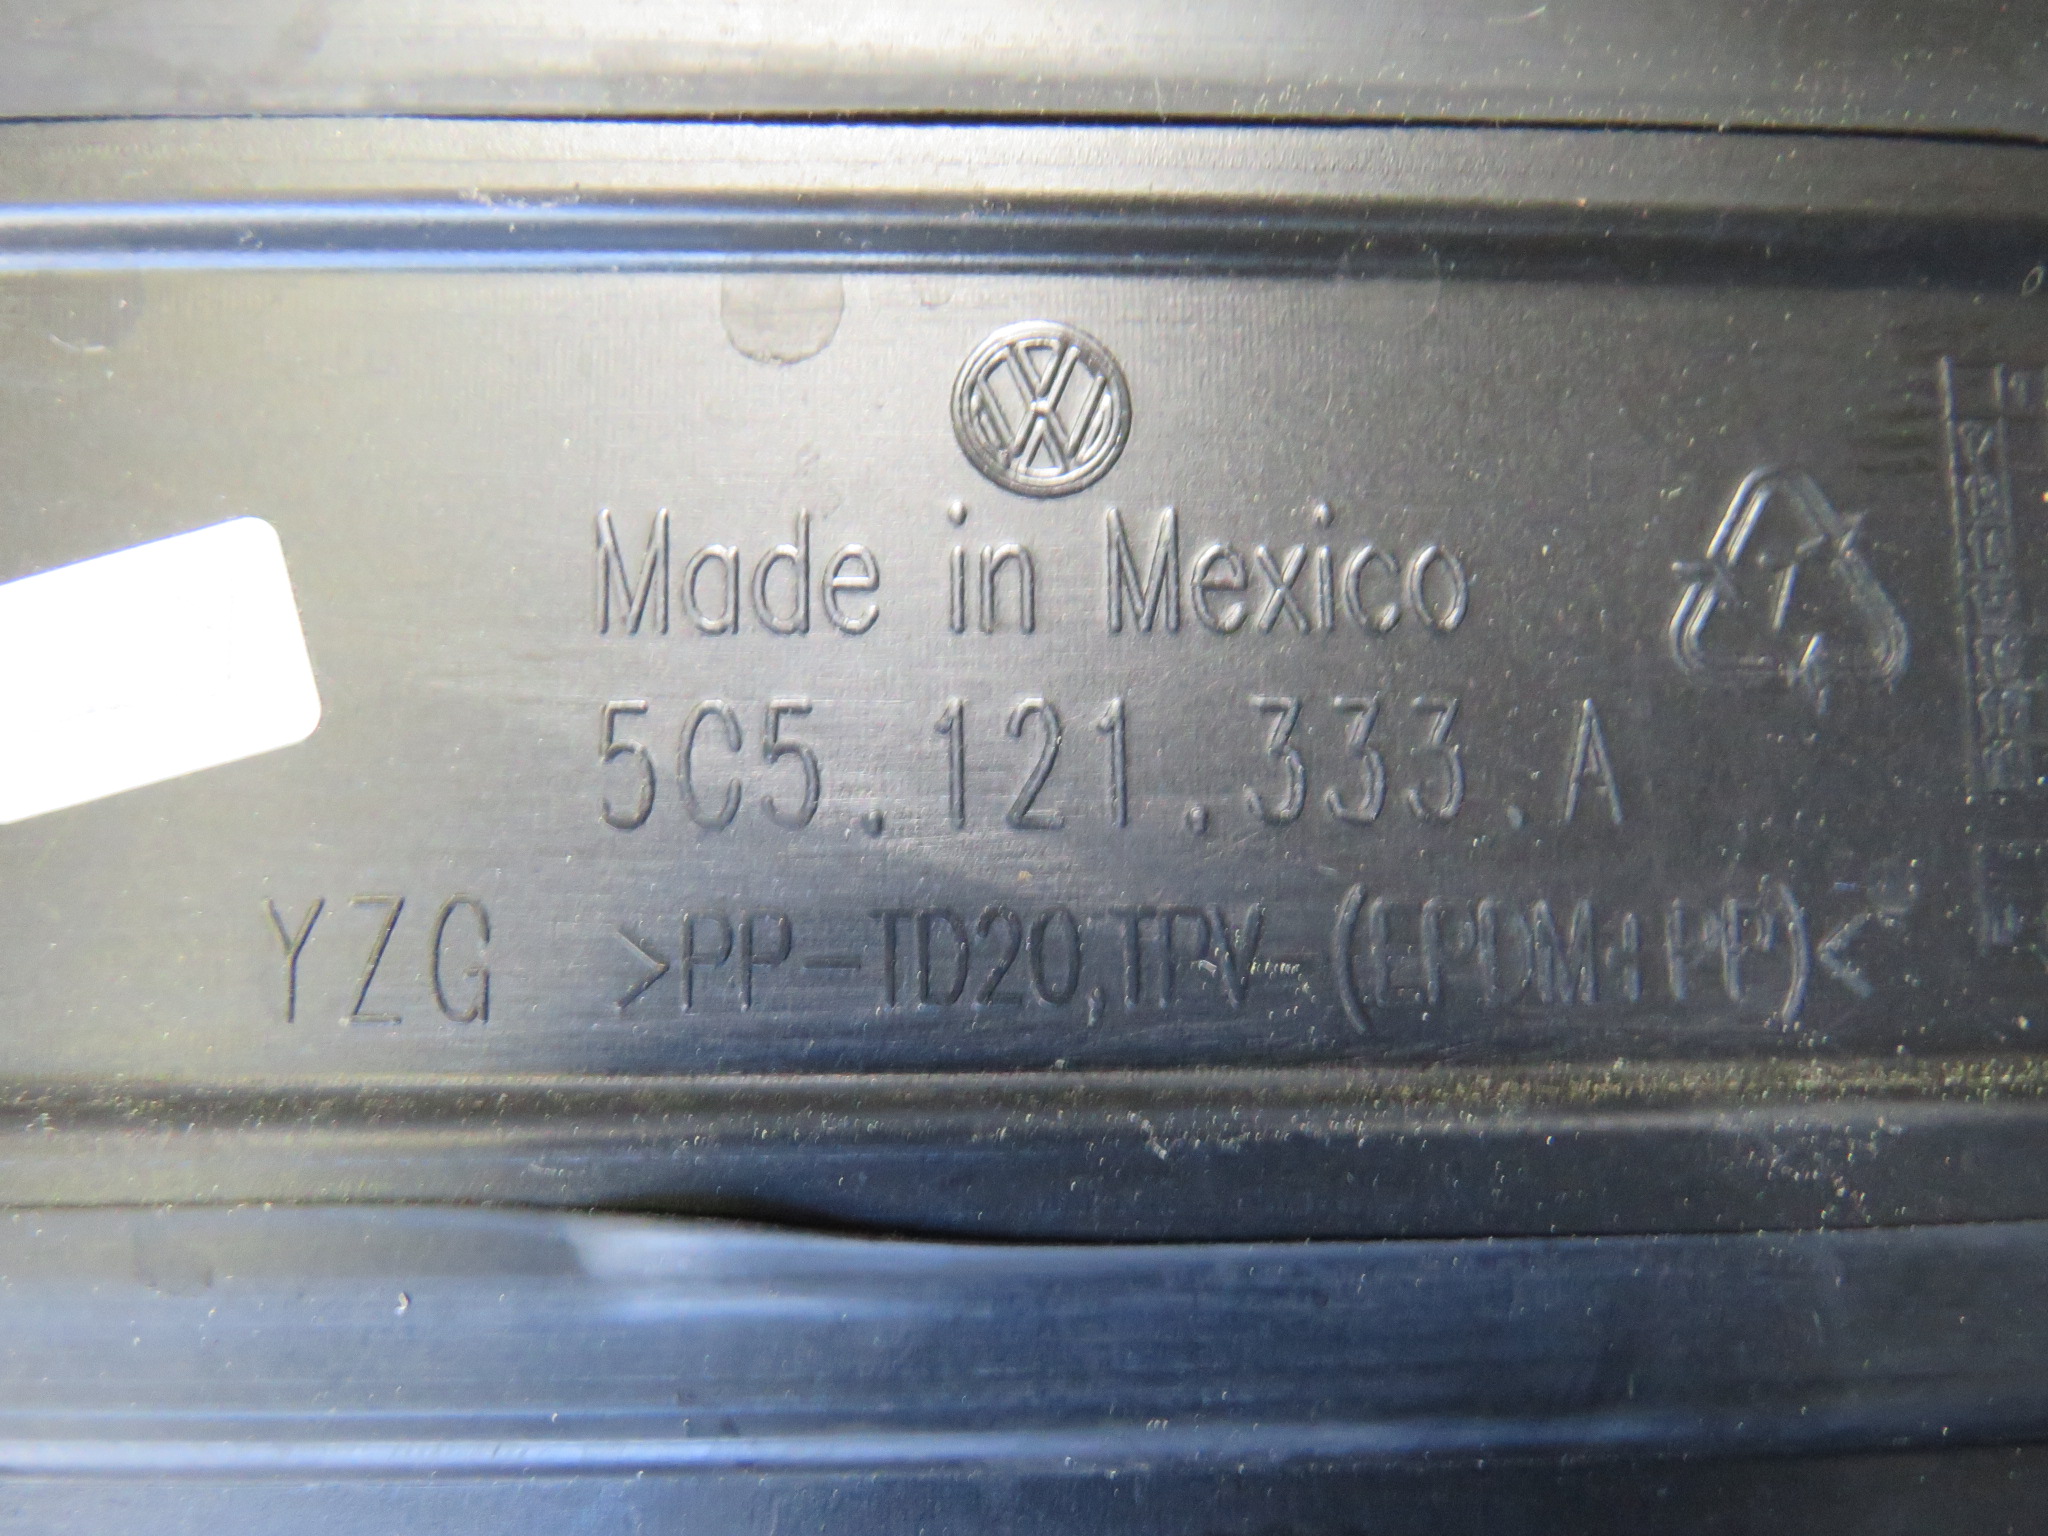 Made in Mexico
5C5.121.333.A
YZG >PP-TD20,TPV-(EPDM+PP)<